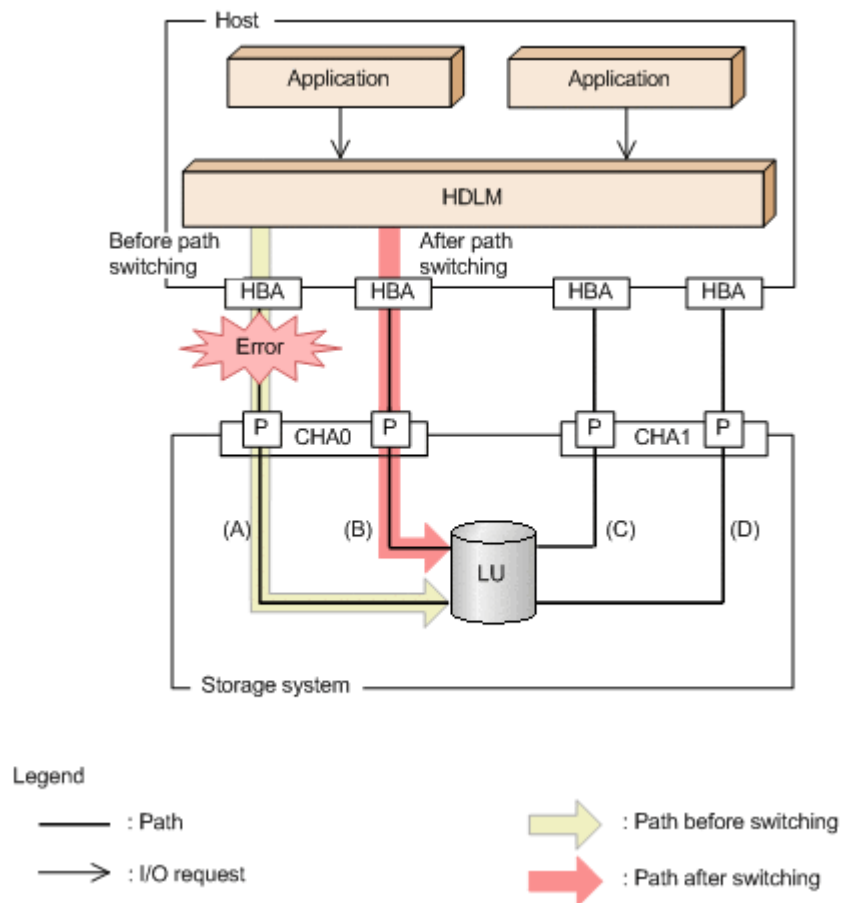 Host
Application
Application
HDLM
Before path
switching
After path
switching
HBA
HBA
HBA
HBA
Error
P
CHA0
P
P
CHA1
P
(A)
(B)
(C)
(D)
LU
Storage system
Legend
: Path
: Path before switching
: I/O request
: Path after switching